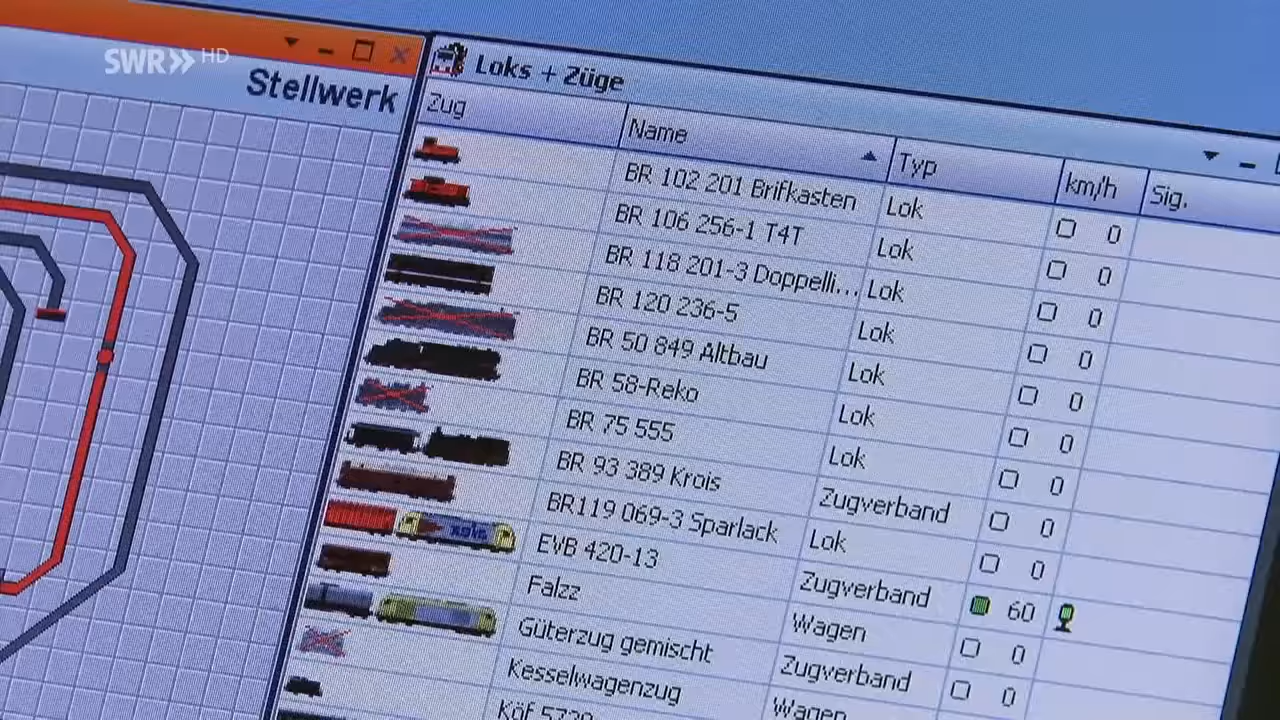 SWR HD
Stellwerk
Loks + Züge
Zug Name Typ km/h Sig.
BR 102 201 Brifkasten Lok 0
BR 106 256-1 T4T Lok 0
BR 118 201-3 Doppelli... Lok 0
BR 120 236-5 Lok 0
BR 50 849 Altbau Lok 0
BR 58-Reko Lok 0
BR 75 555 Lok 0
BR 93 389 Krois Zugverband 0
BR119 069-3 Sparlack Lok 0
EVB 420-13 Zugverband 60
Falzz Wagen 0
Güterzug gemischt Zugverband 0
Kesselwagenzug Wagen
Köf